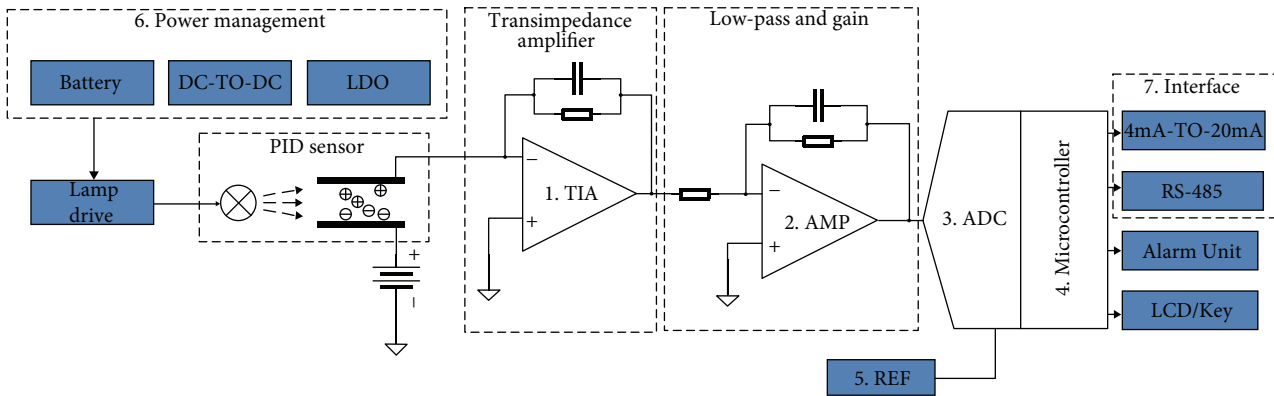 6. Power management
Battery
DC-TO-DC
LDO
Lamp
drive
PID sensor
+
−
Transimpedance
amplifier
−
1. TIA
+
Low-pass and gain
−
2. AMP
+
3. ADC
4. Microcontroller
5. REF
7. Interface
4mA-TO-20mA
RS-485
Alarm Unit
LCD/Key